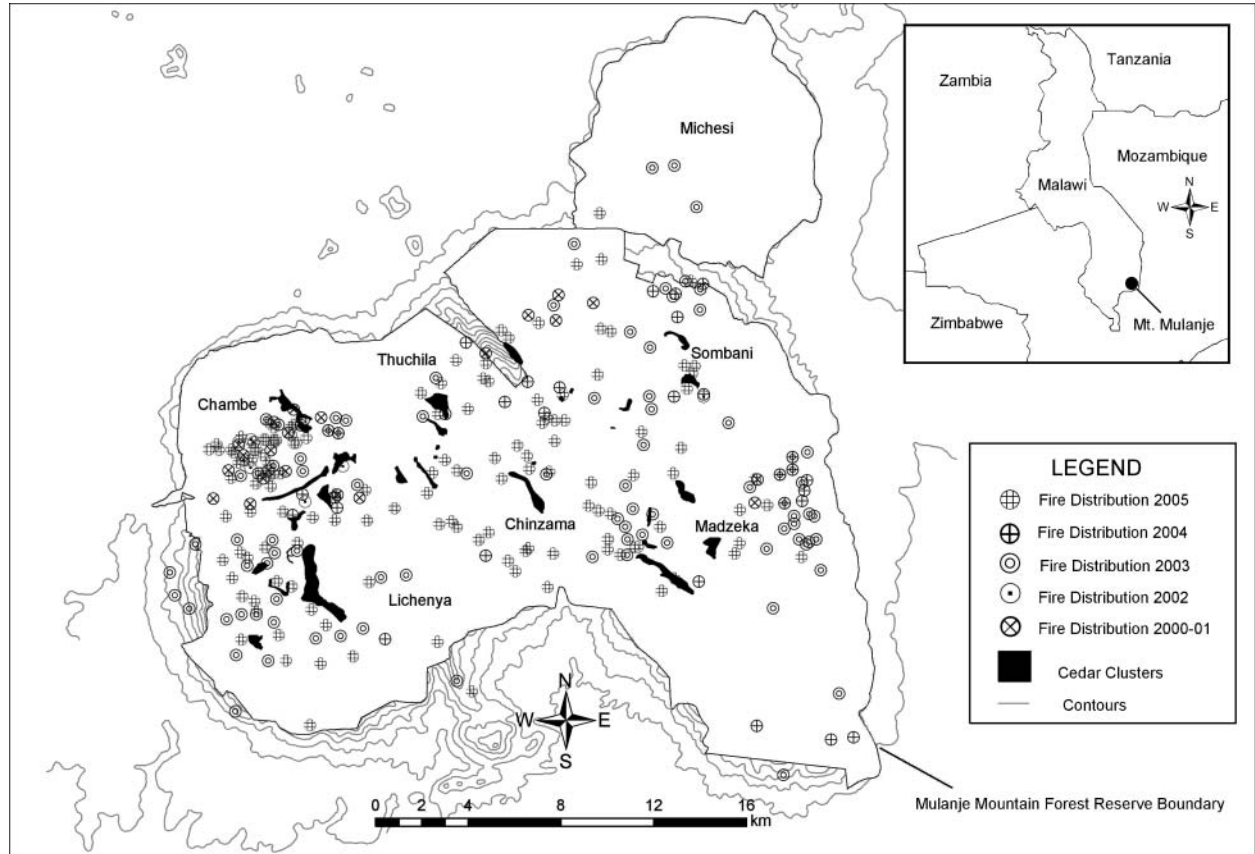 Michesi
Thuchila
Sombani
Chambe
Chinzama
Madzeka
Lichenya
N
W E
S
0 2 4 8 12 16
km
Mulanje Mountain Forest Reserve Boundary
Tanzania
Zambia
Mozambique
Malawi
N
W E
S
Zimbabwe
Mt. Mulanje
LEGEND
Fire Distribution 2005
Fire Distribution 2004
Fire Distribution 2003
Fire Distribution 2002
Fire Distribution 2000-01
Cedar Clusters
Contours